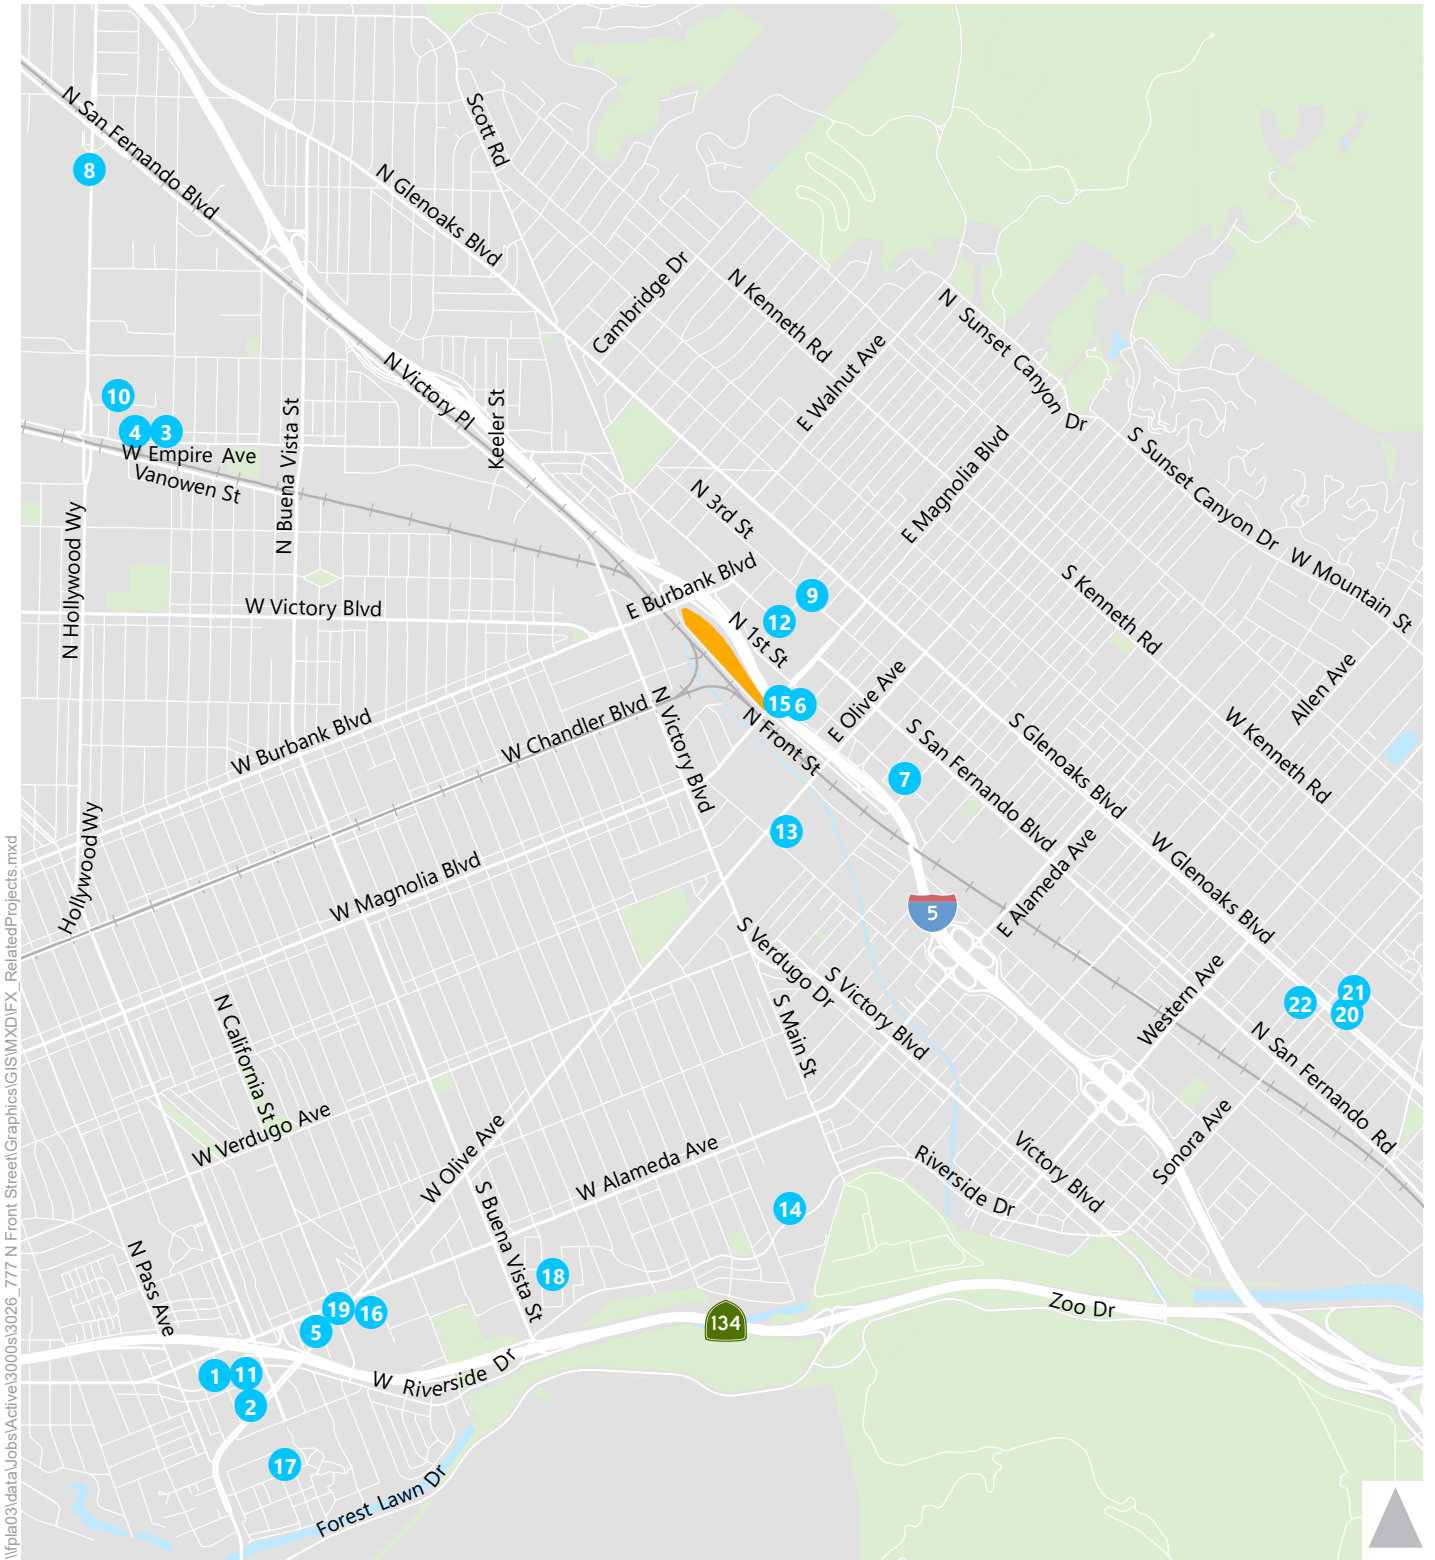 Scott Rd
N San Fernando Blvd
8
N Glenoaks Blvd
Cambridge Dr
N Kenneth Rd
N Sunset Canyon Dr
E Walnut Ave
N Victory Pl
10
Keeler St
4
3
W Empire Ave
Vanowen St
N Buena Vista St
E Magnolia Blvd
S Sunset Canyon Dr
N 3rd St
W Mountain St
N Hollywood Wy
E Burbank Blvd
9
S Kenneth Rd
W Victory Blvd
12
N 1st St
Allen Ave
E Olive Ave
15
6
W Burbank Blvd
W Chandler Blvd
N Victory Blvd
N Front St
S San Fernando Blvd
S Glenoaks Blvd
W Kenneth Rd
7
13
Hollywood Wy
W Magnolia Blvd
E Alameda Ave
W Glenoaks Blvd
5
S Verdugo Dr
S Victory Blvd
Western Ave
21
22
20
N California St
S Main St
N San Fernando Rd
W Verdugo Ave
W Olive Ave
W Alameda Ave
Riverside Dr
Victory Blvd
Sonora Ave
14
S Buena Vista St
N Pass Ave
18
19
16
5
134
Zoo Dr
1
11
W Riverside Dr
2
17
Forest Lawn Dr
\\fpla03\data\Jobs\Active\3000s\3026_777 N Front Street\Graphics\GIS\MXD\FX_RelatedProjects.mxd